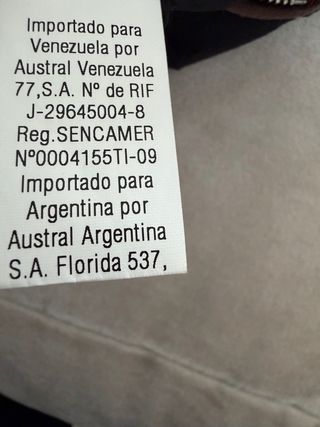 Importado para
Venezuela por
Austral Venezuela
77,S.A. Nº de RIF
J-29645004-8
Reg.SENCAMER
Nº0004155TI-09
Importado para
Argentina por
Austral Argentina
S.A. Florida 537,